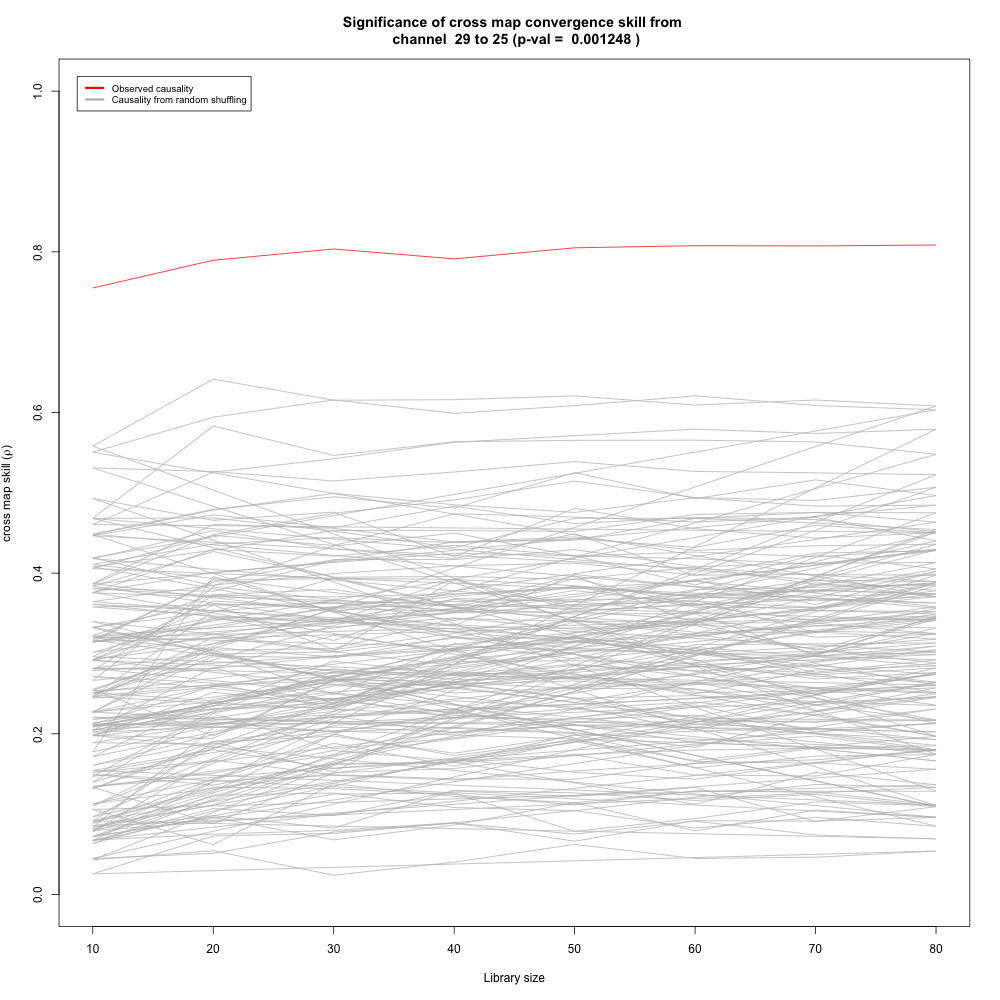 Significance of cross map convergence skill from
channel  29 to 25 (p-val =  0.001248 )
Observed causality
Causality from random shuffling
cross map skill (ρ)
1.0
0.8
0.6
0.4
0.2
0.0
10 20 30 40 50 60 70 80
Library size